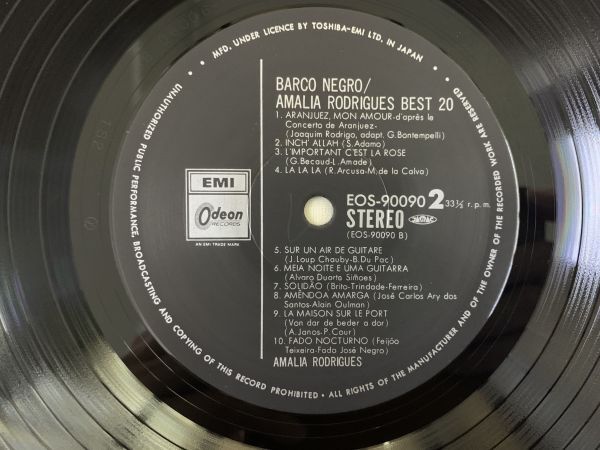 MFD. UNDER LICENCE BY TOSHIBA-EMI LTD. IN JAPAN
UNAUTHORIZED PUBLIC PERFORMANCE, BROADCASTING AND COPYING OF THIS RECORD PROHIBITED • ALL RIGHTS OF THE MANUFACTURER AND OF THE OWNER OF THE RECORDED WORK ARE RESERVED
BARCO NEGRO/
AMALIA RODRIGUES BEST 20
1. ARANJUEZ, MON AMOUR-d'après le
Concerto de Aranjuez-
(Joaquim Rodrigo, adapt. G. Bontempelli)
2. INCH' ALLAH (S. Adamo)
3. L'IMPORTANT C'EST LA ROSE
(G. Becaud-L. Amade)
4. LA LA LA (R. Arcusa-M. de la Calva)
EMI
Odeon
RECORDS
AN EMI TRADE MARK
EOS-90090 2 33⅓ r.p.m.
STEREO
(EOS-90090 B)
5. SUR UN AIR DE GUITARE
(J. Loup Chauby-B. Du Pac)
6. MEIA NOITE E UMA GUITARRA
(Alvaro Duarte Siñoes)
7. SOLIDÃO (Brito-Trindade-Ferreira)
8. AMÊNDOA AMARGA (José Carlos Ary dos
Santos-Alain Oulman)
9. LA MAISON SUR LE PORT
(Vou dar de beber a dor)
(A. Janos-P. Cour)
10. FADO NOCTURNO (Feijóo
Teixeira-Fado José Negro)
AMALIA RODRIGUES